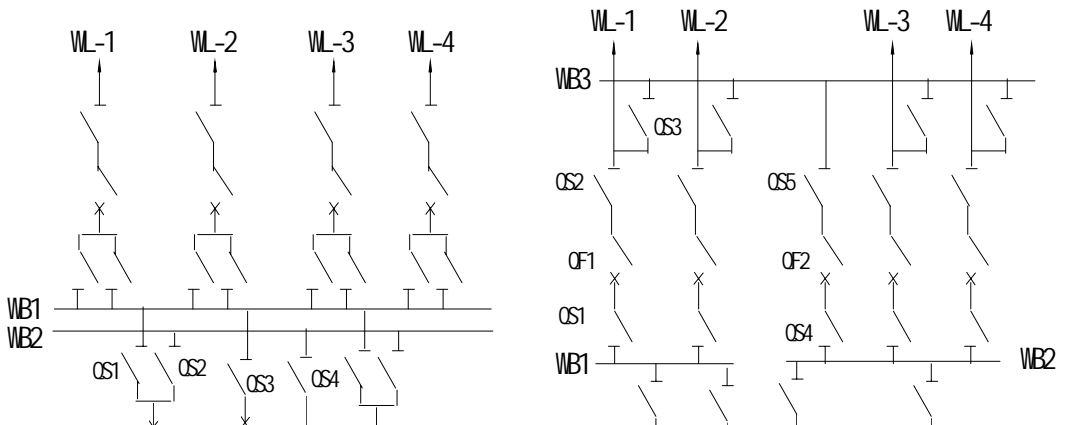 WL-1 WL-2 WL-3 WL-4
WB1
WB2
QS1 QS2 QS3 QS4
WL-1 WL-2 WL-3 WL-4
WB3
QS3
QS2 QS5
QF1 QF2
QS1 QS4
WB1 WB2